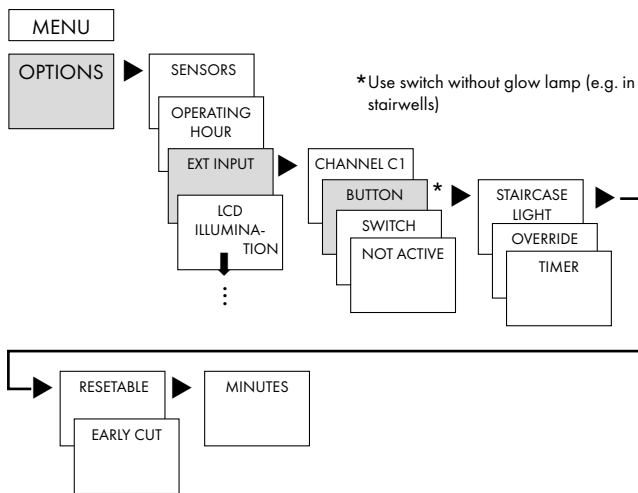 MENU
OPTIONS
SENSORS
OPERATING
HOUR
EXT INPUT
LCD
ILLUMINA-
TION
*Use switch without glow lamp (e.g. in
stairwells)
CHANNEL C1
BUTTON
*
SWITCH
NOT ACTIVE
STAIRCASE
LIGHT
OVERRIDE
TIMER
RESETABLE
EARLY CUT
MINUTES